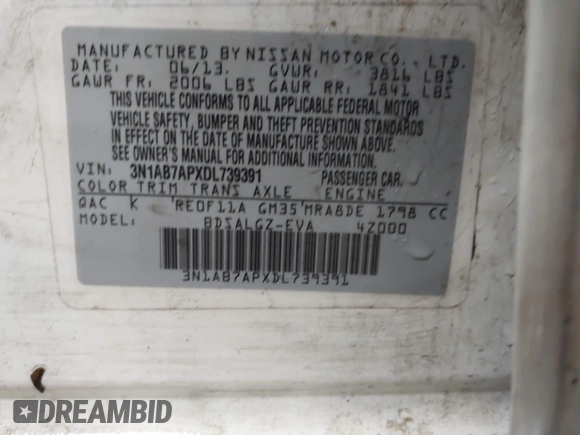 MANUFACTURED BY NISSAN MOTOR CO., LTD.
DATE: 06/13. GVWR: 3816 LBS
GAWR FR: 2006 LBS GAWR RR: 1841 LBS
THIS VEHICLE CONFORMS TO ALL APPLICABLE FEDERAL MOTOR
VEHICLE SAFETY, BUMPER AND THEFT PREVENTION STANDARDS
IN EFFECT ON THE DATE OF MANUFACTURE SHOWN ABOVE.
SEE OWNER'S MANUAL FOR ADDITIONAL INFORMATION.
VIN: 3N1AB7APXDL739391 PASSENGER CAR
COLOR TRIM TRANS AXLE ENGINE
QAC K RE0F11A GM35 MRA8DE 1798 CC
MODEL: BDSALGZ-EVA 4Z000
3N1AB7APXDL739391
DREAMBID